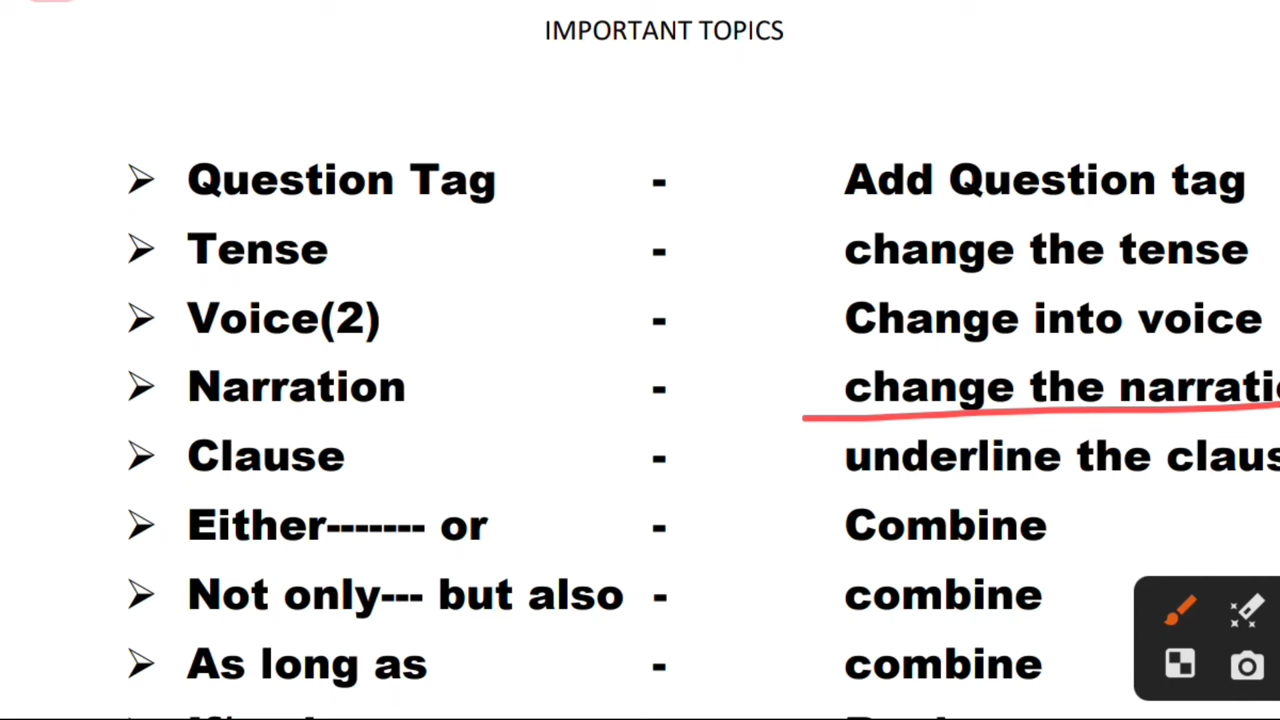 IMPORTANT TOPICS
➢ Question Tag - Add Question tag
➢ Tense - change the tense
➢ Voice(2) - Change into voice
➢ Narration - change the narratio
➢ Clause - underline the claus
➢ Either------- or - Combine
➢ Not only--- but also - combine
➢ As long as - combine